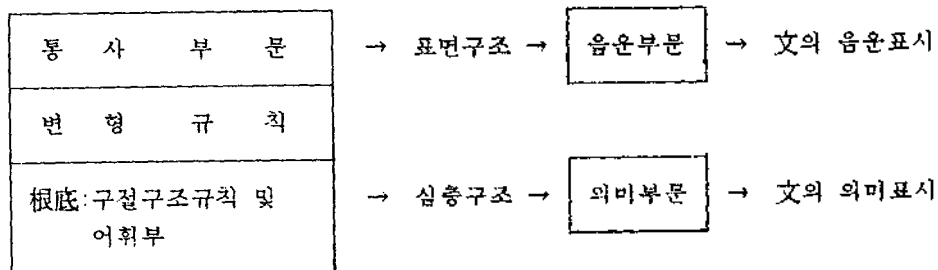 통 사 부 문 → 표면구조 → 음운부문 → 文의 음운표시
변 형 규 칙
根底:구절구조규칙 및 → 심층구조 → 의미부문 → 文의 의미표시
어휘부